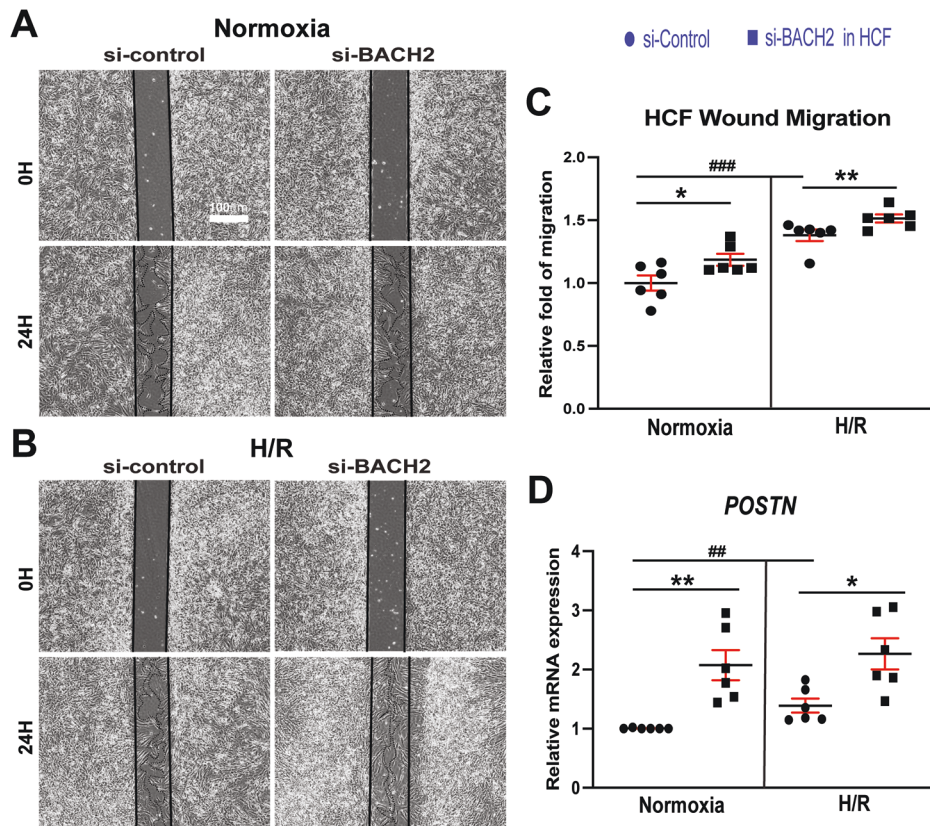 A
Normoxia
si-control
si-BACH2
0H
100µm
24H
B
H/R
si-control
si-BACH2
0H
24H
si-Control
si-BACH2 in HCF
C
HCF Wound Migration
Relative fold of migration
2.0
1.5
1.0
0.5
0.0
###
*
**
Normoxia
H/R
D
POSTN
Relative mRNA expression
4
3
2
1
0
##
**
*
Normoxia
H/R